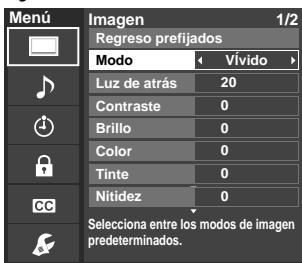 Menú
Imagen 1/2
Regreso prefijados
Modo VÍvido
Luz de atrás 20
Contraste 0
Brillo 0
Color 0
Tinte 0
Nitidez 0
CC
Selecciona entre los modos de imagen
predeterminados.